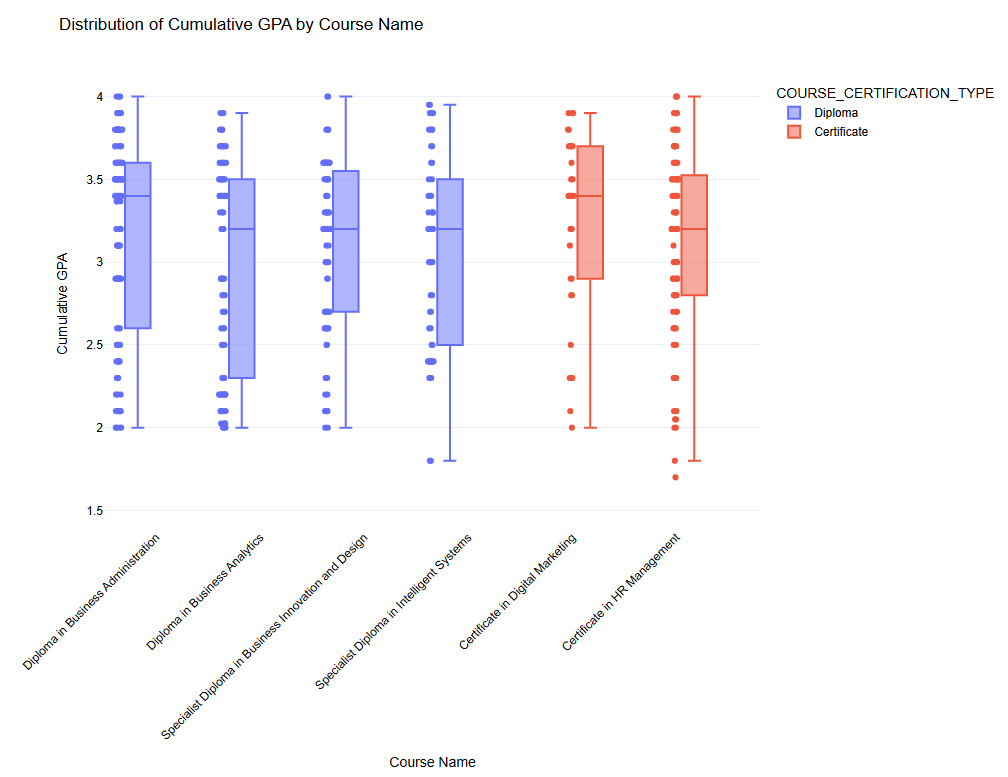 Distribution of Cumulative GPA by Course Name
COURSE_CERTIFICATION_TYPE
Diploma
Certificate
Cumulative GPA
4
3.5
3
2.5
2
1.5
Diploma in Business Administration
Diploma in Business Analytics
Specialist Diploma in Business Innovation and Design
Specialist Diploma in Intelligent Systems
Certificate in Digital Marketing
Certificate in HR Management
Course Name